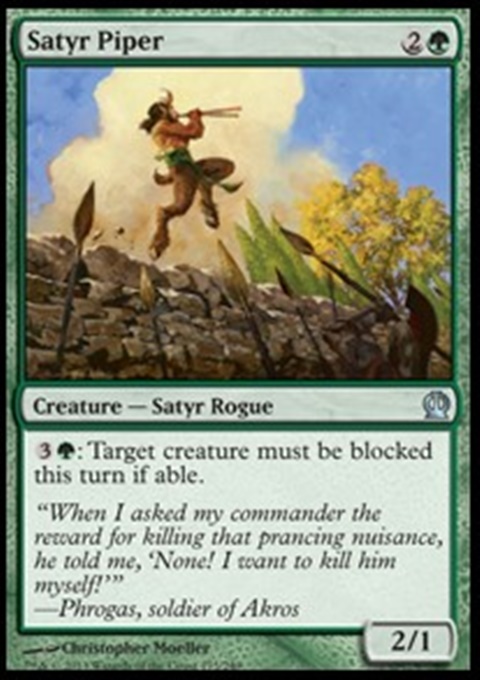 Satyr Piper 2
Creature — Satyr Rogue
3 : Target creature must be blocked
this turn if able.
“When I asked my commander the
reward for killing that prancing nuisance,
he told me, ‘None! I want to kill him
myself!’”
—Phrogas, soldier of Akros
Christopher Moeller
2/1